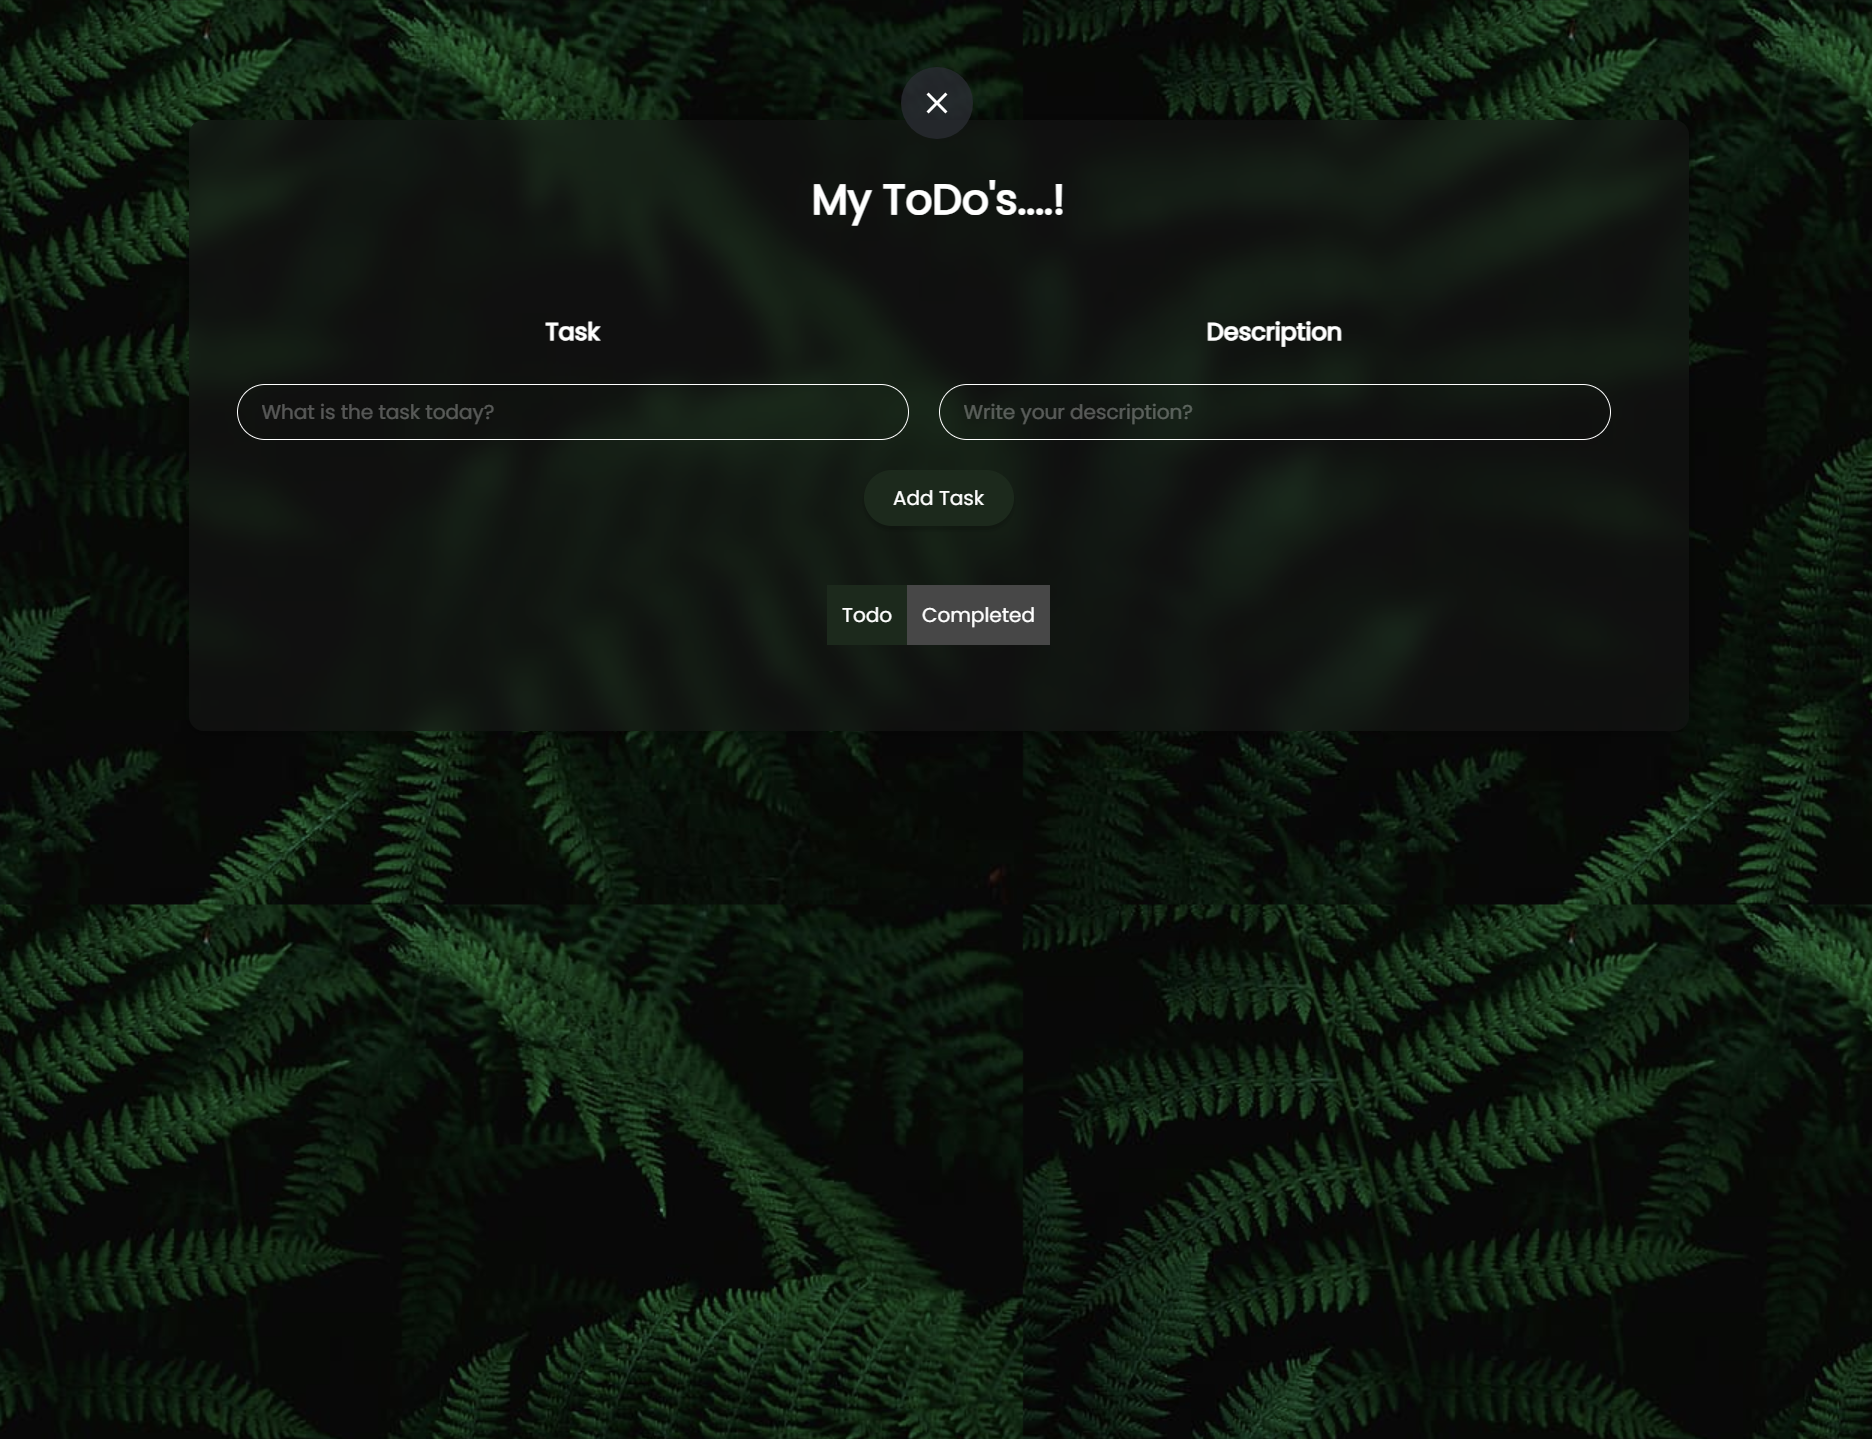 My ToDo's....!
Task
Description
What is the task today?
Write your description?
Add Task
Todo
Completed